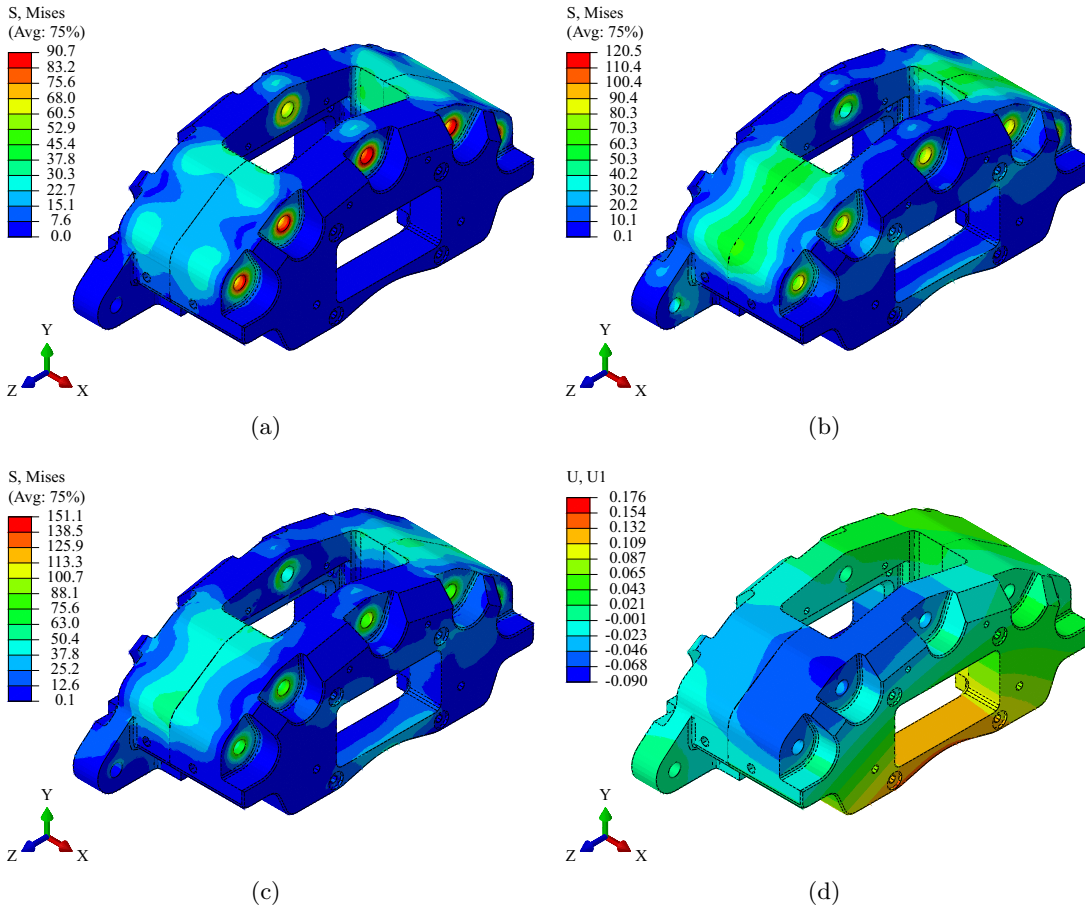 S, Mises
(Avg: 75%)
90.7
83.2
75.6
68.0
60.5
52.9
45.4
37.8
30.2
22.7
15.1
7.6
0.0
Y
Z
X
(a)
S, Mises
(Avg: 75%)
120.5
110.4
100.4
90.4
80.3
70.3
60.3
50.2
40.2
30.2
20.2
10.1
0.1
Y
Z
X
(b)
S, Mises
(Avg: 75%)
151.1
138.5
125.9
113.3
100.7
88.1
75.6
63.0
50.4
37.8
25.2
12.6
0.1
Y
Z
X
(c)
U, U1
0.176
0.154
0.132
0.109
0.087
0.065
0.043
0.021
-0.001
-0.023
-0.046
-0.068
-0.090
Y
Z
X
(d)